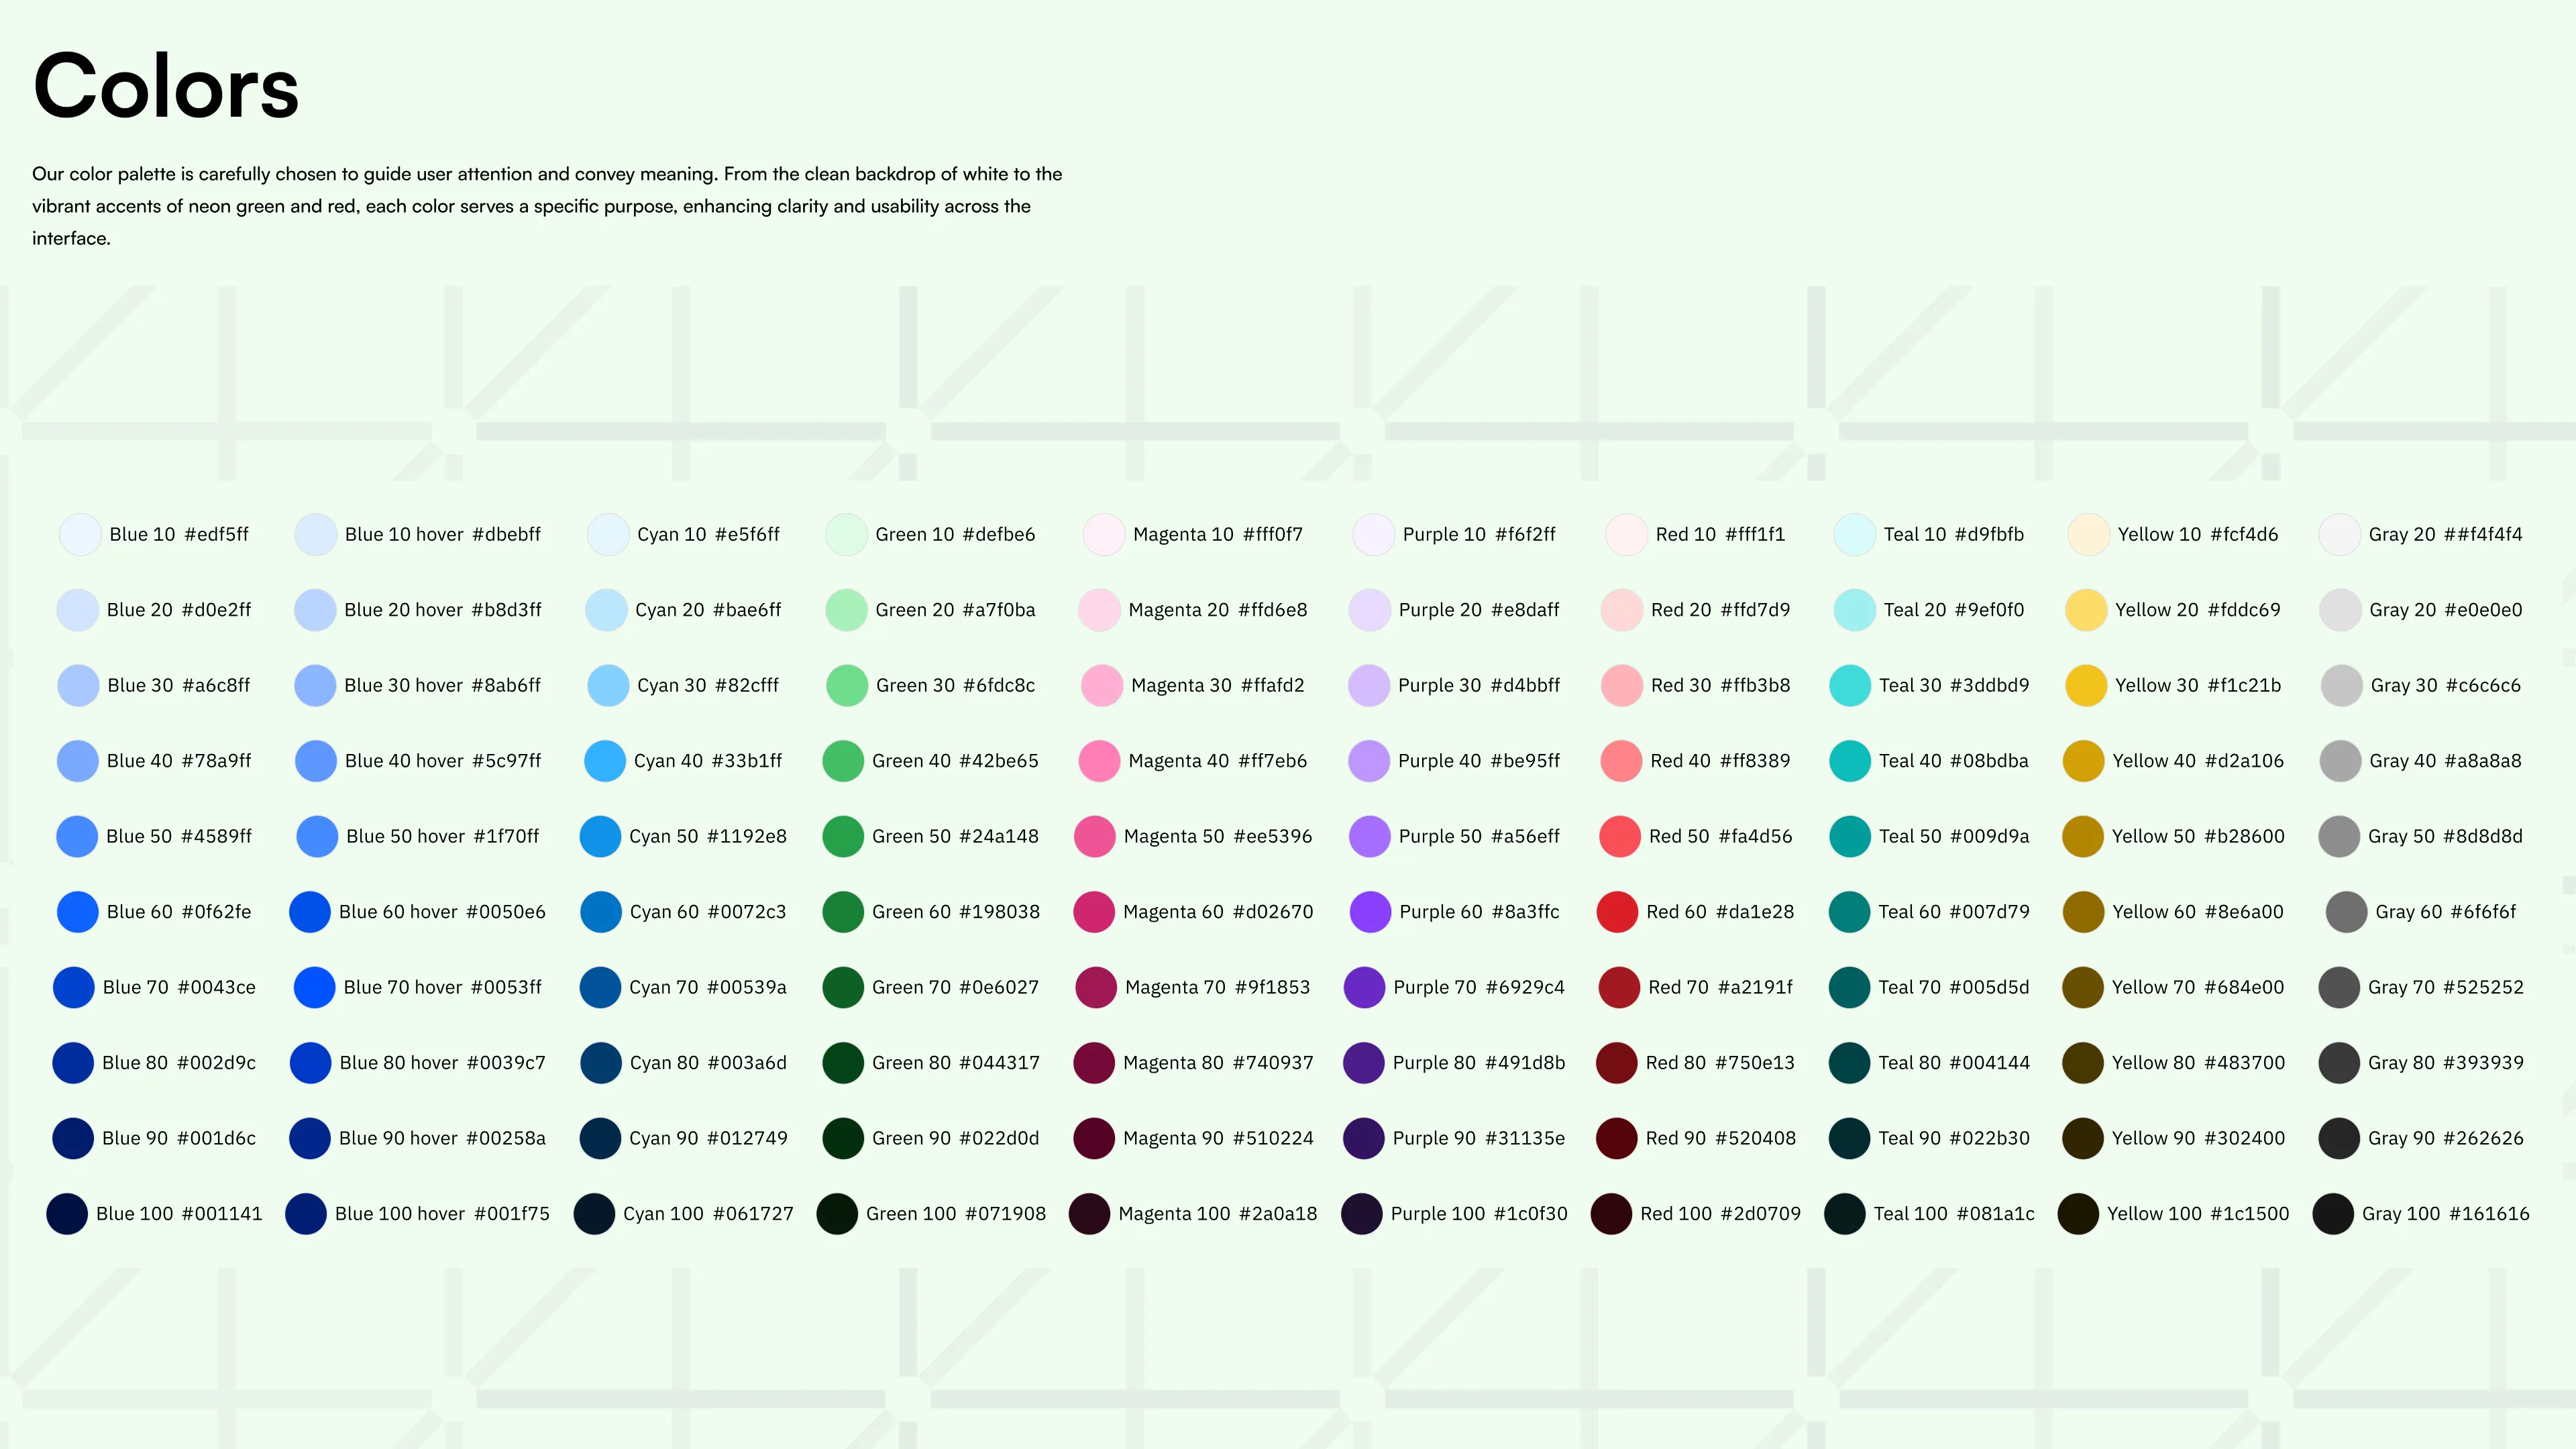 Colors
Our color palette is carefully chosen to guide user attention and convey meaning. From the clean backdrop of white to the
vibrant accents of neon green and red, each color serves a specific purpose, enhancing clarity and usability across the
interface.
Blue 10 #edf5ff Blue 10 hover #dbebff Cyan 10 #e5f6ff Green 10 #defbe6 Magenta 10 #fff0f7 Purple 10 #f6f2ff Red 10 #fff1f1 Teal 10 #d9fbfb Yellow 10 #fcf4d6 Gray 20 ##f4f4f4
Blue 20 #d0e2ff Blue 20 hover #b8d3ff Cyan 20 #bae6ff Green 20 #a7f0ba Magenta 20 #ffd6e8 Purple 20 #e8daff Red 20 #ffd7d9 Teal 20 #9ef0f0 Yellow 20 #fddc69 Gray 20 #e0e0e0
Blue 30 #a6c8ff Blue 30 hover #8ab6ff Cyan 30 #82cfff Green 30 #6fdc8c Magenta 30 #ffafd2 Purple 30 #d4bbff Red 30 #ffb3b8 Teal 30 #3ddbd9 Yellow 30 #f1c21b Gray 30 #c6c6c6
Blue 40 #78a9ff Blue 40 hover #5c97ff Cyan 40 #33b1ff Green 40 #42be65 Magenta 40 #ff7eb6 Purple 40 #be95ff Red 40 #ff8389 Teal 40 #08bdba Yellow 40 #d2a106 Gray 40 #a8a8a8
Blue 50 #4589ff Blue 50 hover #1f70ff Cyan 50 #1192e8 Green 50 #24a148 Magenta 50 #ee5396 Purple 50 #a56eff Red 50 #fa4d56 Teal 50 #009d9a Yellow 50 #b28600 Gray 50 #8d8d8d
Blue 60 #0f62fe Blue 60 hover #0050e6 Cyan 60 #0072c3 Green 60 #198038 Magenta 60 #d02670 Purple 60 #8a3ffc Red 60 #da1e28 Teal 60 #007d79 Yellow 60 #8e6a00 Gray 60 #6f6f6f
Blue 70 #0043ce Blue 70 hover #0053ff Cyan 70 #00539a Green 70 #0e6027 Magenta 70 #9f1853 Purple 70 #6929c4 Red 70 #a2191f Teal 70 #005d5d Yellow 70 #684e00 Gray 70 #525252
Blue 80 #002d9c Blue 80 hover #0039c7 Cyan 80 #003a6d Green 80 #044317 Magenta 80 #740937 Purple 80 #491d8b Red 80 #750e13 Teal 80 #004144 Yellow 80 #483700 Gray 80 #393939
Blue 90 #001d6c Blue 90 hover #00258a Cyan 90 #012749 Green 90 #022d0d Magenta 90 #510224 Purple 90 #31135e Red 90 #520408 Teal 90 #022b30 Yellow 90 #302400 Gray 90 #262626
Blue 100 #001141 Blue 100 hover #001f75 Cyan 100 #061727 Green 100 #071908 Magenta 100 #2a0a18 Purple 100 #1c0f30 Red 100 #2d0709 Teal 100 #081a1c Yellow 100 #1c1500 Gray 100 #161616